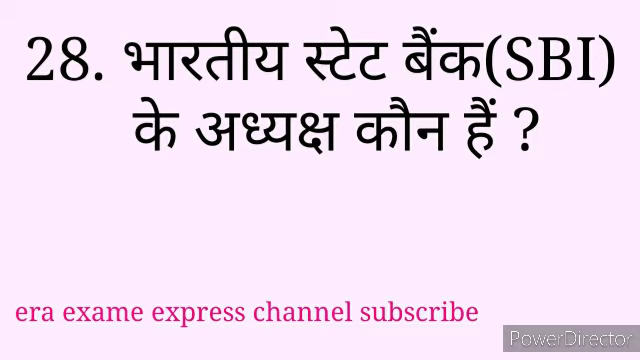 28. भारतीय स्टेट बैंक(SBI)
के अध्यक्ष कौन हैं ?
era exame express channel subscribe
PowerDirector